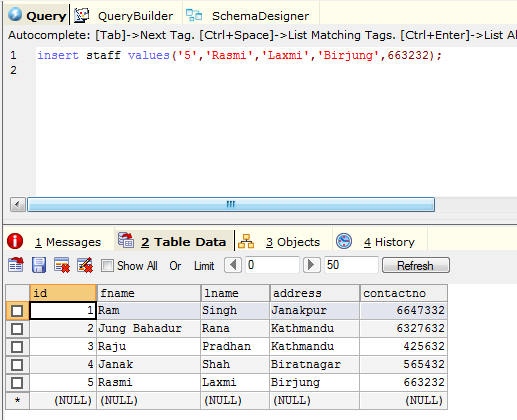 Query QueryBuilder SchemaDesigner
Autocomplete: [Tab]->Next Tag. [Ctrl+Space]->List Matching Tags. [Ctrl+Enter]->List Al
1 insert staff values('5','Rasmi','Laxmi','Birjung',663232);
2
1 Messages 2 Table Data 3 Objects 4 History
Show All Or Limit 0 50 Refresh
id fname lname address contactno
1 Ram Singh Janakpur 6647332
2 Jung Bahadur Rana Kathmandu 6327632
3 Raju Pradhan Kathmandu 425632
4 Janak Shah Biratnagar 565432
5 Rasmi Laxmi Birjung 663232
* (NULL) (NULL) (NULL) (NULL) (NULL)